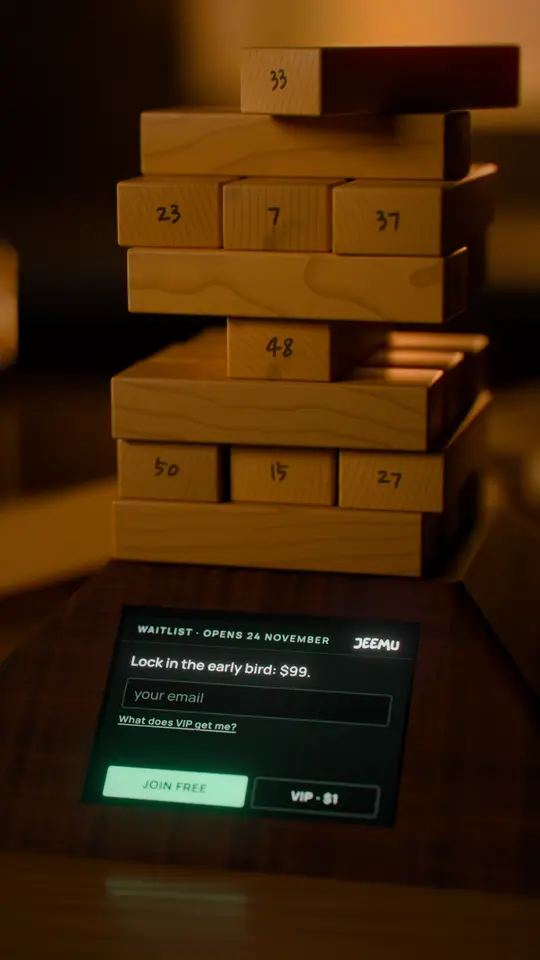 33
23 7 37
48
50 15 27
WAITLIST · OPENS 24 NOVEMBER JEEMU
Lock in the early bird: $99.
your email
What does VIP get me?
JOIN FREE VIP · $1